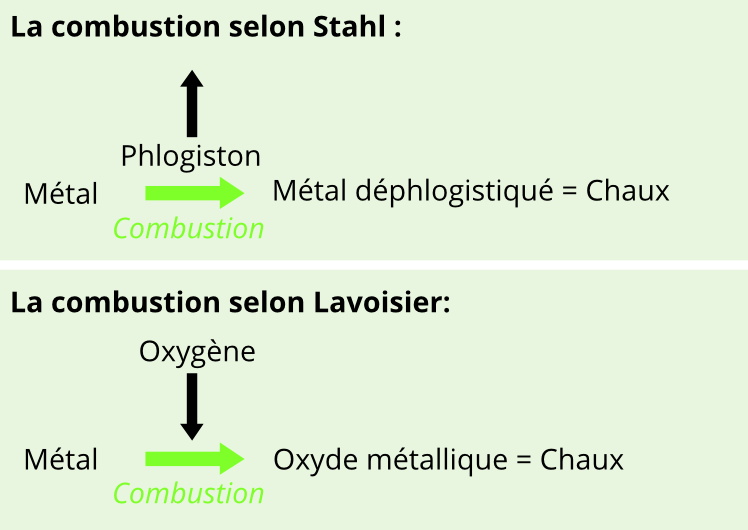 La combustion selon Stahl :
Phlogiston
Métal
Métal déphlogistiqué = Chaux
Combustion
La combustion selon Lavoisier:
Oxygène
Métal
Oxyde métallique = Chaux
Combustion